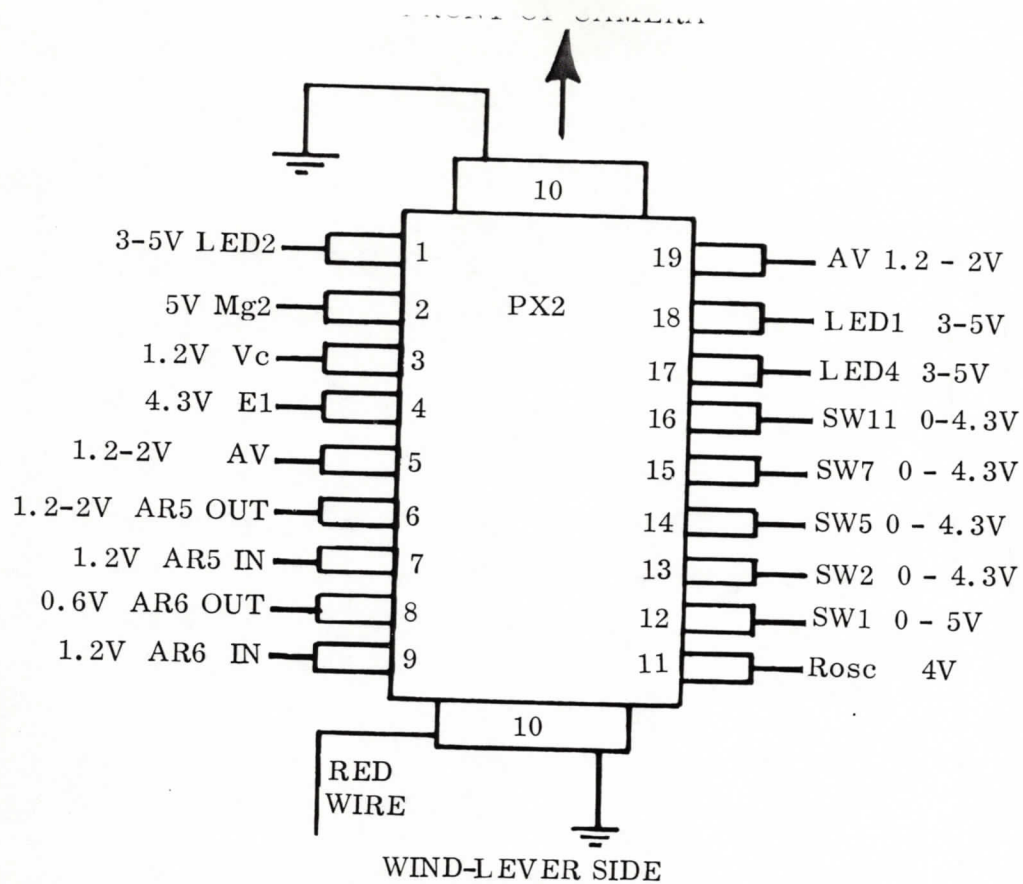 10
3-5V LED2 1
5V Mg2 2
1.2V Vc 3
4.3V E1 4
1.2-2V AV 5
1.2-2V AR5 OUT 6
1.2V AR5 IN 7
0.6V AR6 OUT 8
1.2V AR6 IN 9
PX2
19 AV 1.2 - 2V
18 LED1 3-5V
17 LED4 3-5V
16 SW11 0-4.3V
15 SW7 0 - 4.3V
14 SW5 0 - 4.3V
13 SW2 0 - 4.3V
12 SW1 0 - 5V
11 Rosc 4V
10
RED
WIRE
WIND-LEVER SIDE